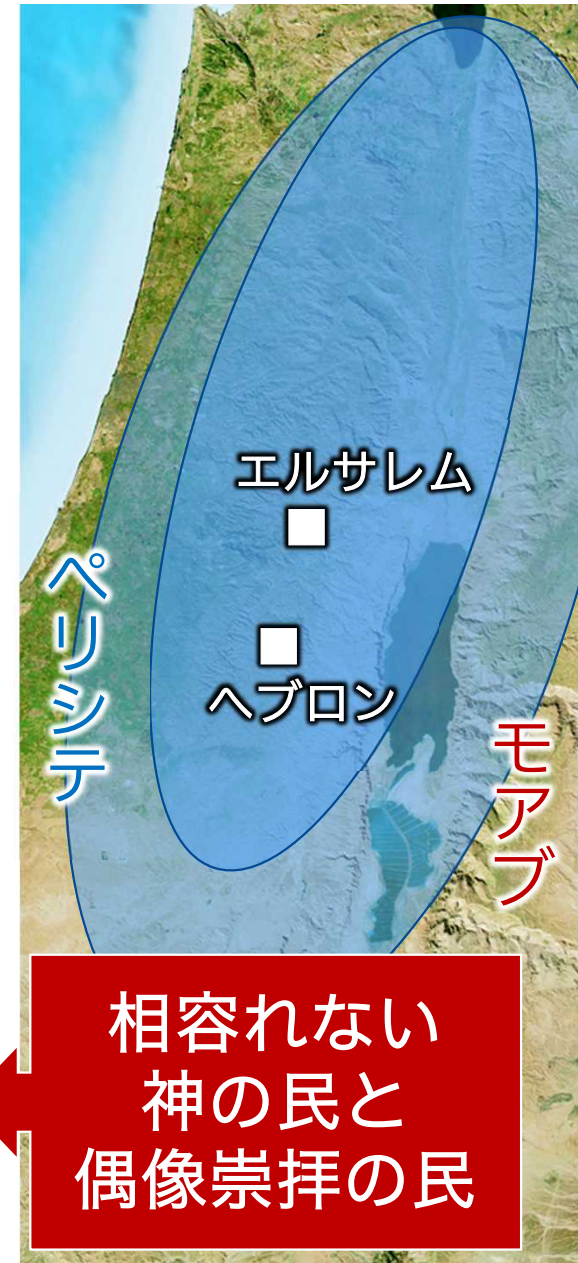 エルサレム
ヘブロン
ペリシテ
モアブ
相容れない
神の民と
偶像崇拝の民